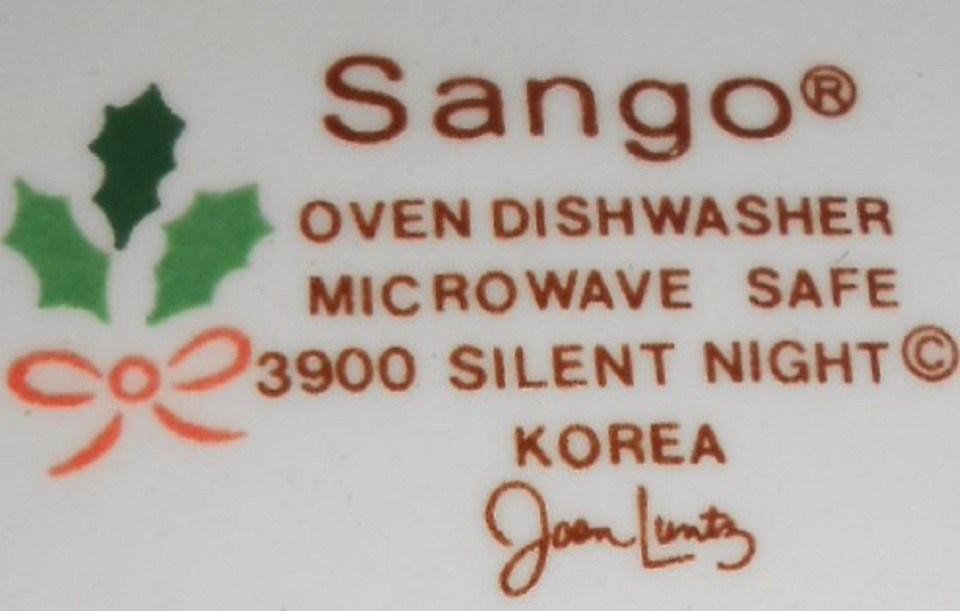 Sango®
OVEN DISHWASHER
MICROWAVE SAFE
3900 SILENT NIGHT©
KOREA
Joan Luntz